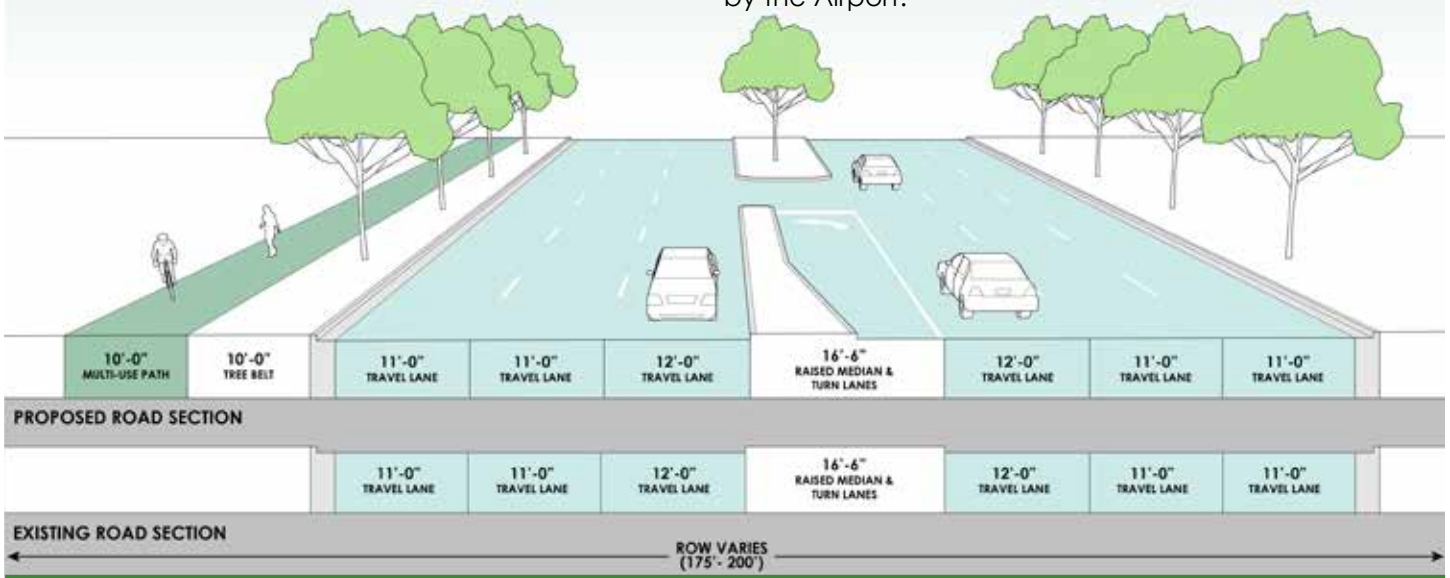 by the Airport.
10'-0"
MULTI-USE PATH
10'-0"
TREE BELT
11'-0"
TRAVEL LANE
11'-0"
TRAVEL LANE
12'-0"
TRAVEL LANE
16'-6"
RAISED MEDIAN &
TURN LANES
12'-0"
TRAVEL LANE
11'-0"
TRAVEL LANE
11'-0"
TRAVEL LANE
PROPOSED ROAD SECTION
11'-0"
TRAVEL LANE
11'-0"
TRAVEL LANE
12'-0"
TRAVEL LANE
16'-6"
RAISED MEDIAN &
TURN LANES
12'-0"
TRAVEL LANE
11'-0"
TRAVEL LANE
11'-0"
TRAVEL LANE
EXISTING ROAD SECTION
ROW VARIES
(175'- 200')